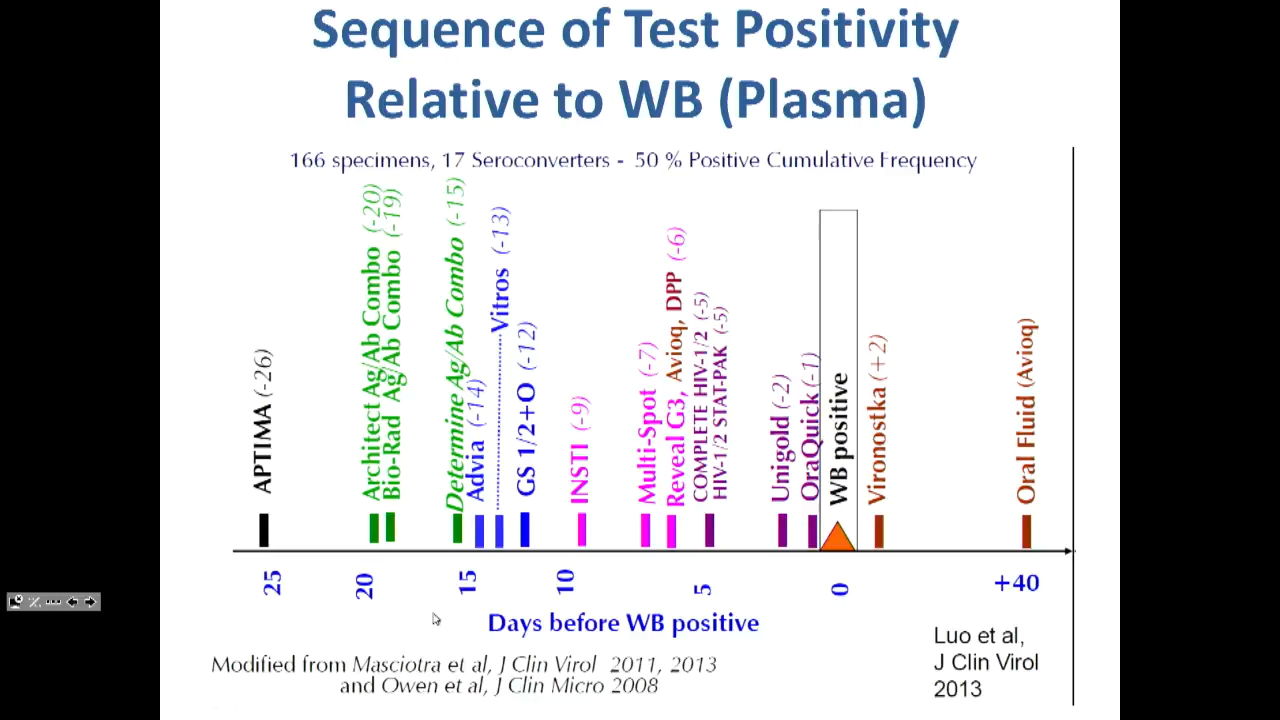 Sequence of Test Positivity
Relative to WB (Plasma)
166 specimens, 17 Seroconverters - 50 % Positive Cumulative Frequency
APTIMA (-26)
Architect Ag/Ab Combo (-20)
Bio-Rad Ag/Ab Combo (-19)
Determine Ag/Ab Combo (-15)
Advia (-14)
Vitros (-13)
GS 1/2+O (-12)
INSTI (-9)
Multi-Spot (-7)
Reveal G3, Avioq, DPP (-6)
COMPLETE HIV-1/2 (-5)
HIV-1/2 STAT-PAK (-5)
Unigold (-2)
OraQuick (-1)
WB positive
Vironostka (+2)
Oral Fluid (Avioq)
25
20
15
10
5
0
+40
Days before WB positive
Modified from Masciotra et al, J Clin Virol 2011, 2013
and Owen et al, J Clin Micro 2008
Luo et al,
J Clin Virol
2013